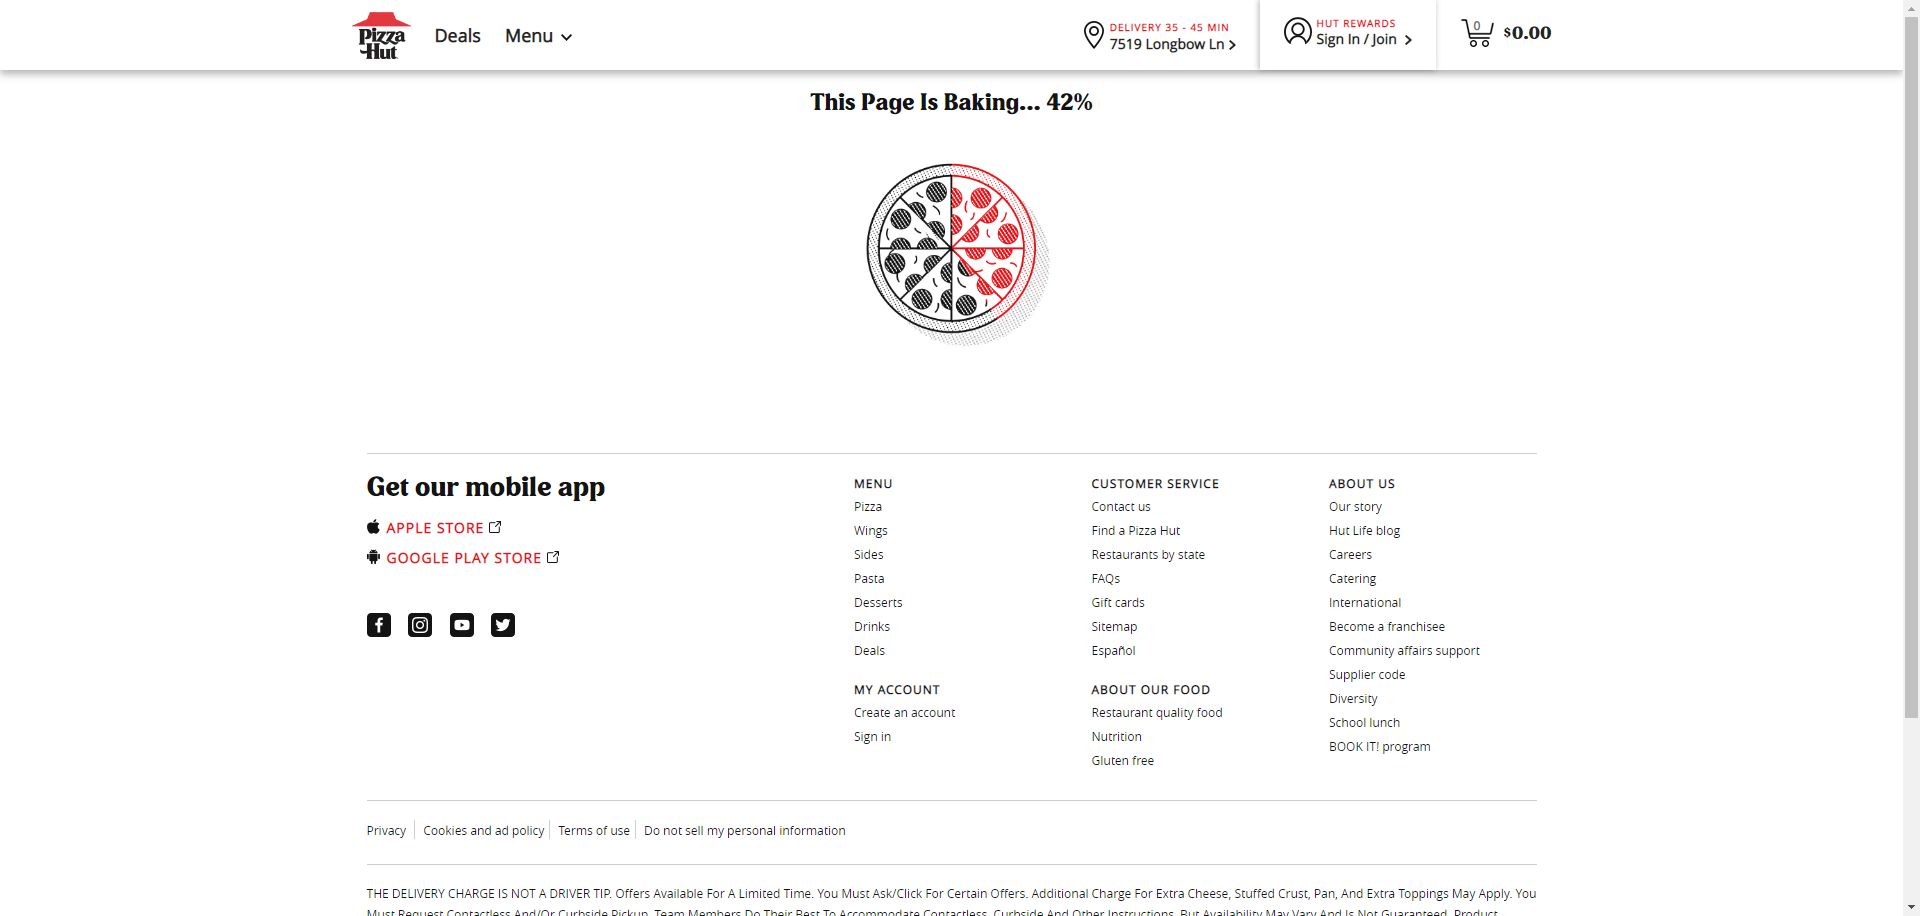 Pizza
Hut
Deals
Menu
DELIVERY 35 - 45 MIN
7519 Longbow Ln
HUT REWARDS
Sign In / Join
0
$0.00
This Page Is Baking... 42%
Get our mobile app
APPLE STORE
GOOGLE PLAY STORE
MENU
Pizza
Wings
Sides
Pasta
Desserts
Drinks
Deals
MY ACCOUNT
Create an account
Sign in
CUSTOMER SERVICE
Contact us
Find a Pizza Hut
Restaurants by state
FAQs
Gift cards
Sitemap
Español
ABOUT OUR FOOD
Restaurant quality food
Nutrition
Gluten free
ABOUT US
Our story
Hut Life blog
Careers
Catering
International
Become a franchisee
Community affairs support
Supplier code
Diversity
School lunch
BOOK IT! program
Privacy
Cookies and ad policy
Terms of use
Do not sell my personal information
THE DELIVERY CHARGE IS NOT A DRIVER TIP. Offers Available For A Limited Time. You Must Ask/Click For Certain Offers. Additional Charge For Extra Cheese, Stuffed Crust, Pan, And Extra Toppings May Apply. You
Must Request Contactless And/Or Curbside Pickup. Team Members Do Their Best To Accommodate Contactless, Curbside And Other Instructions, But Availability May Vary And Is Not Guaranteed. Product